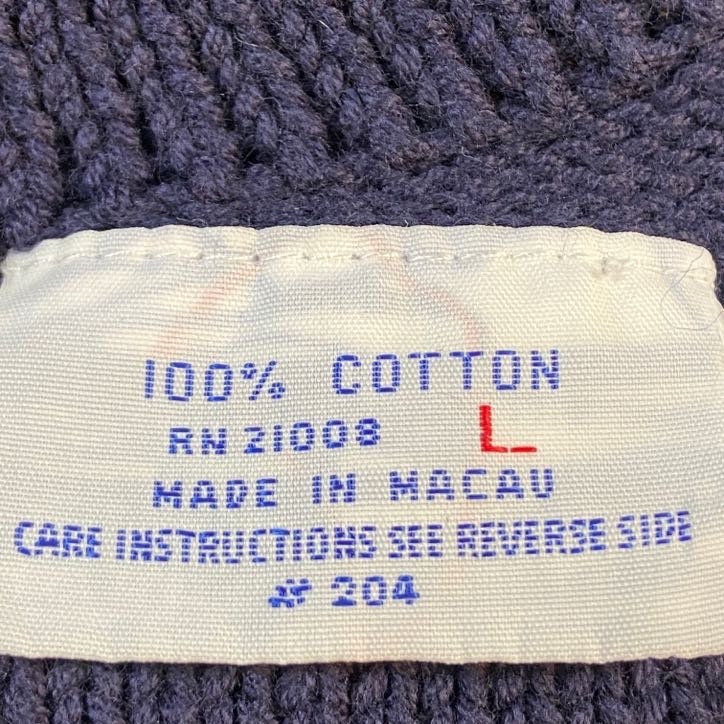 100% COTTON
RN 21008 L
MADE IN MACAU
CARE INSTRUCTIONS SEE REVERSE SIDE
# 204